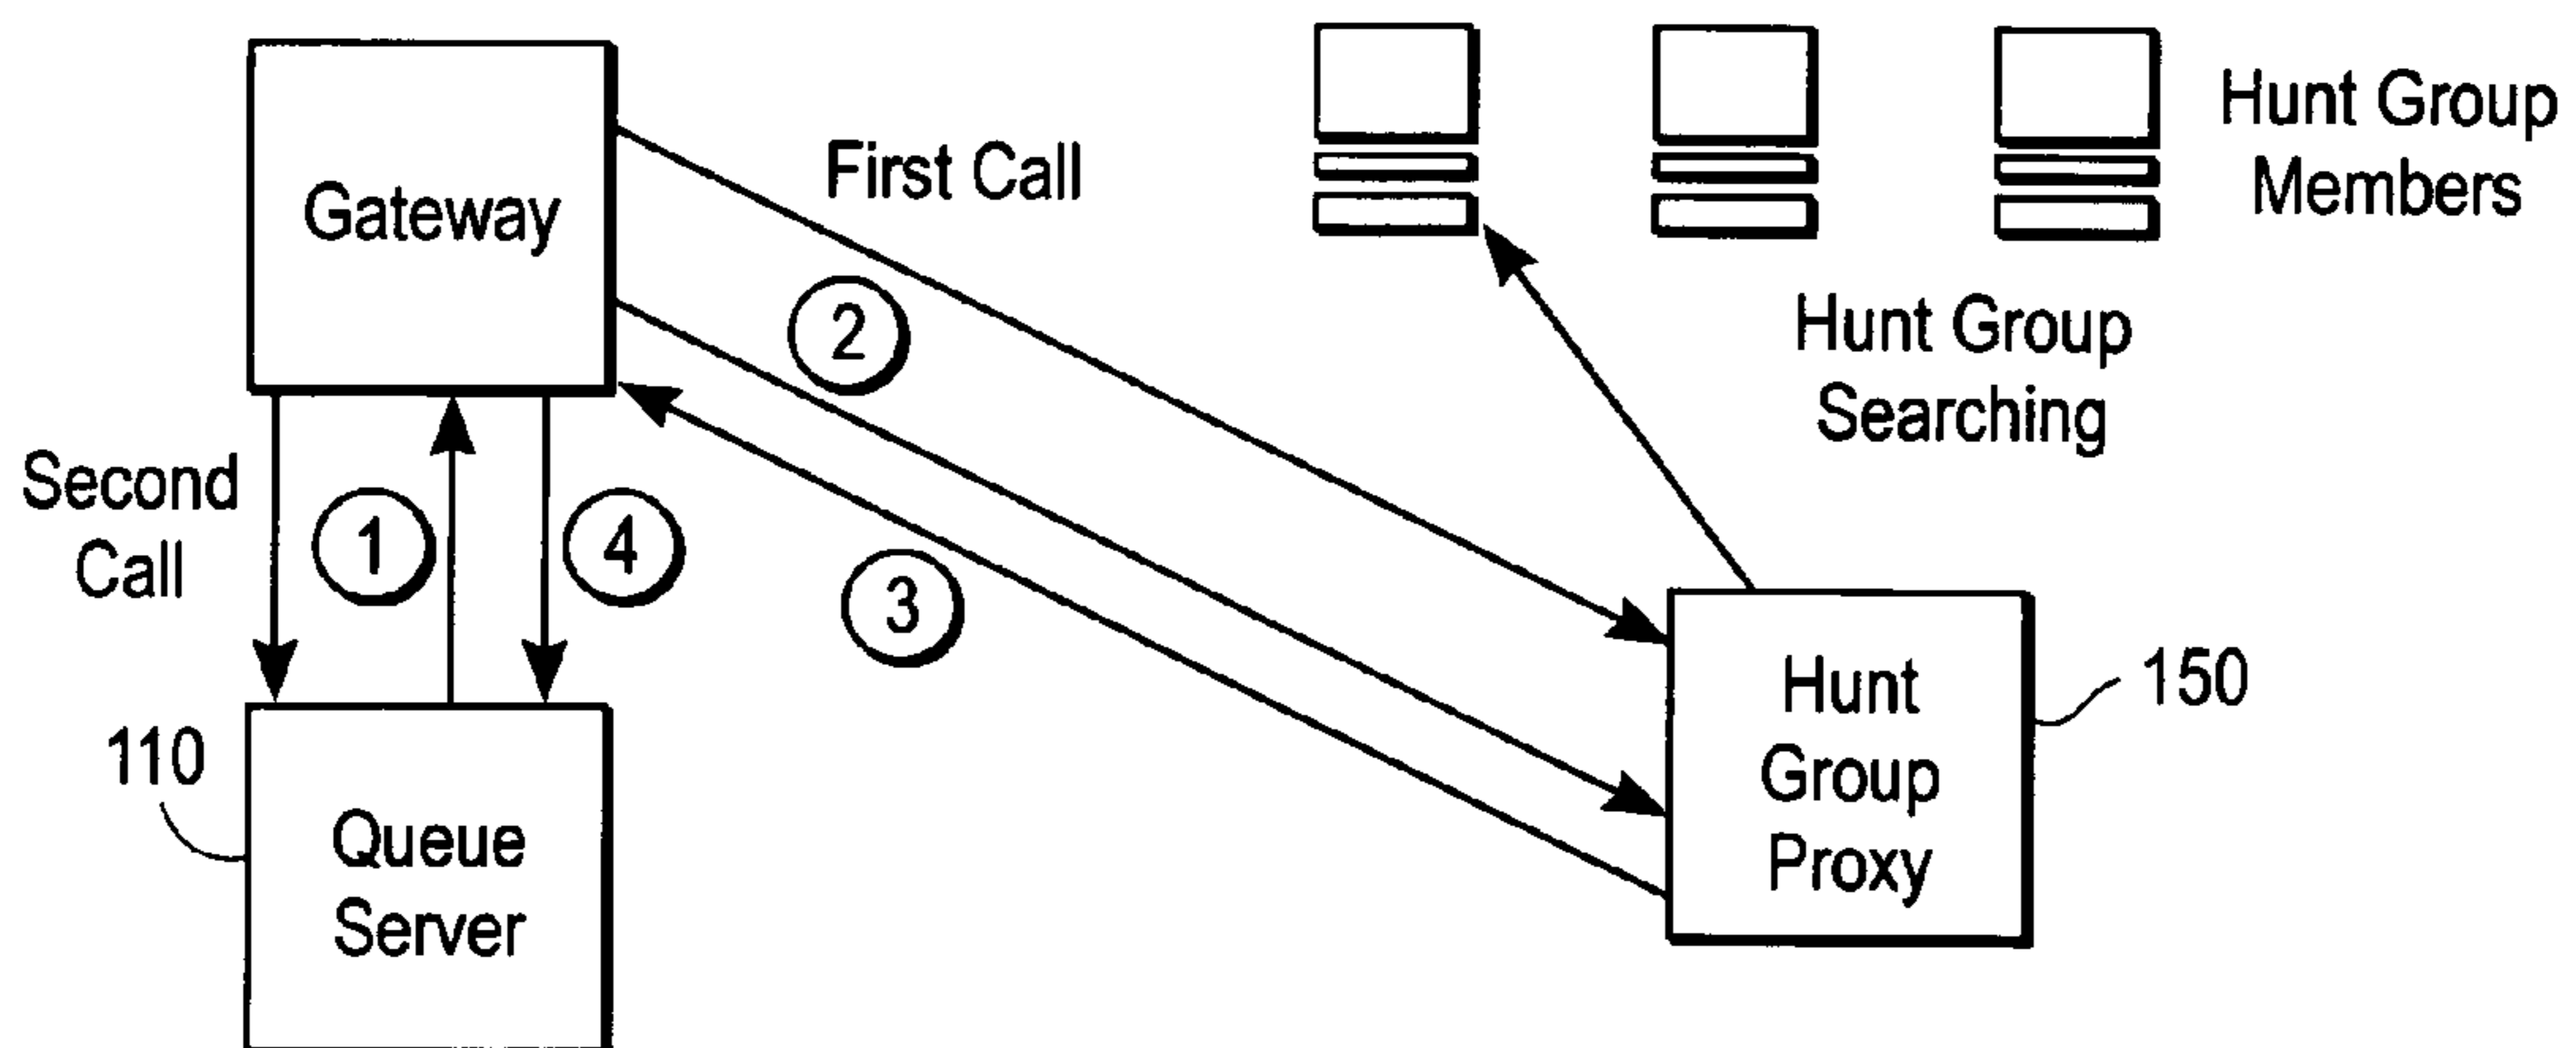 Gateway
First Call
Hunt Group
Members
Hunt Group
Searching
2
Second
Call
1
4
3
110
Queue
Server
Hunt
Group
Proxy
150